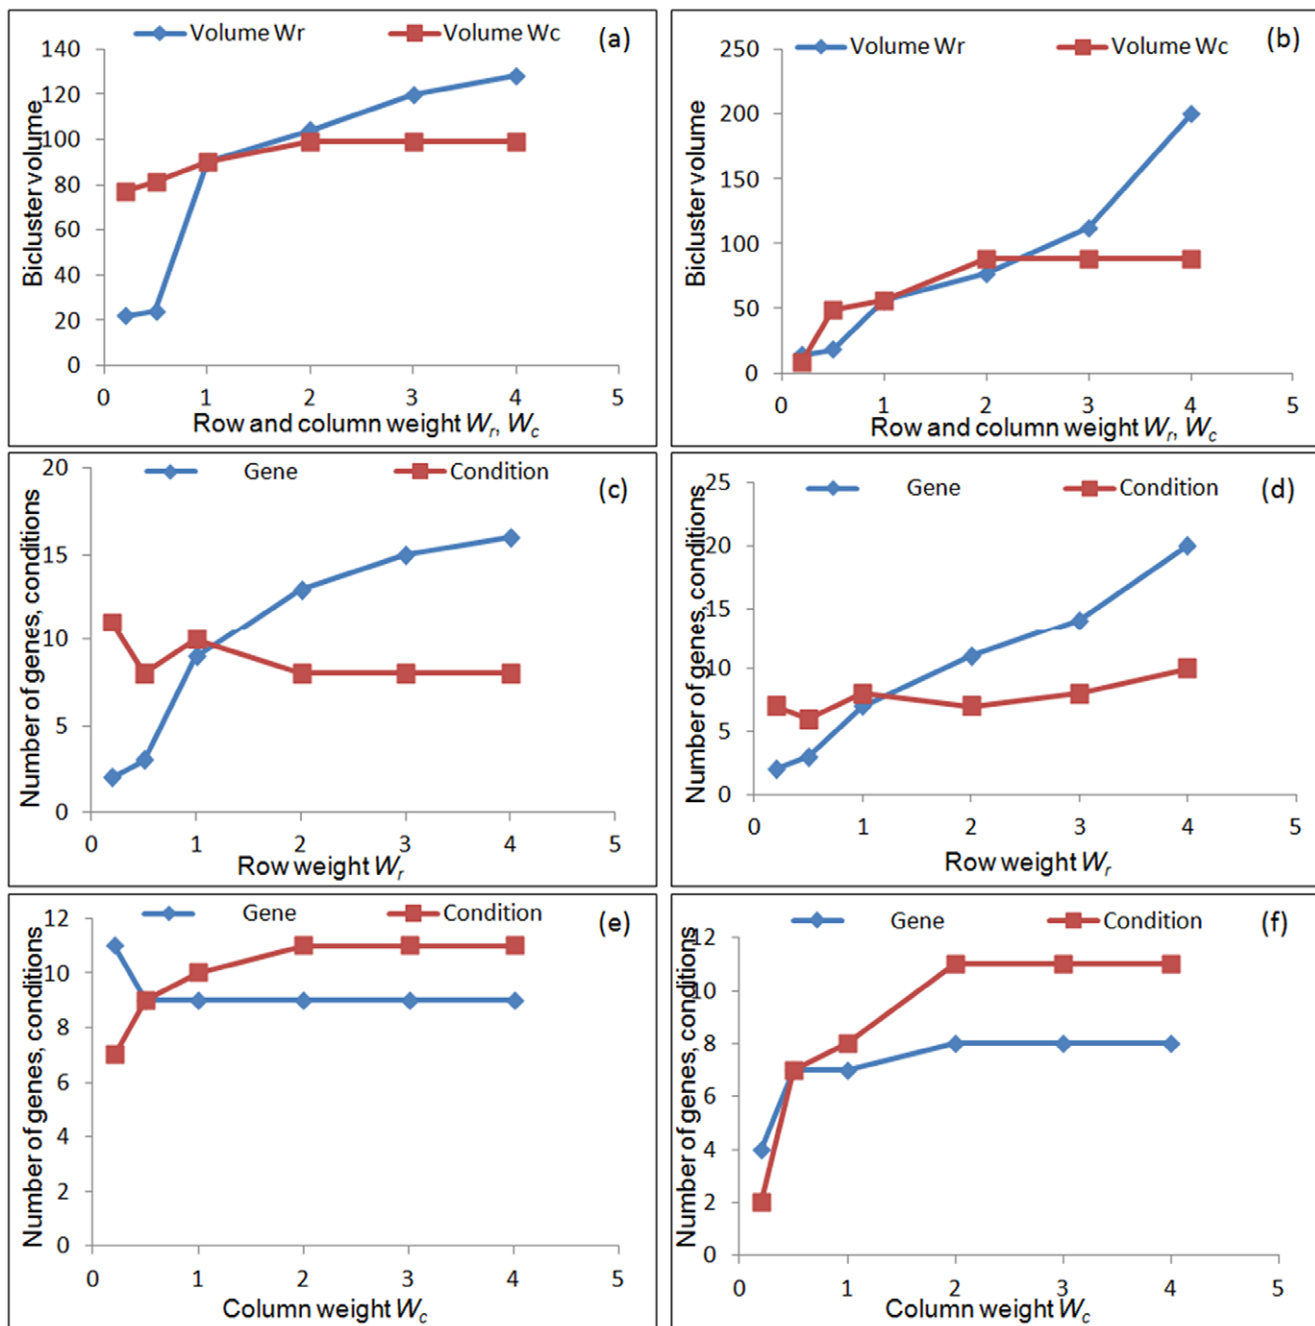 Volume Wr Volume Wc (a)
140
120
100
80
60
40
20
0
0 1 2 3 4 5
Bicluster volume
Row and column weight Wr, Wc
Volume Wr Volume Wc (b)
250
200
150
100
50
0
0 1 2 3 4 5
Bicluster volume
Row and column weight Wr, Wc
Gene Condition (c)
20
15
10
5
0
0 1 2 3 4 5
Number of genes, conditions
Row weight Wr
Gene Condition (d)
25
20
15
10
5
0
0 1 2 3 4 5
Number of genes, conditions
Row weight Wr
Gene Condition (e)
12
10
8
6
4
2
0
0 1 2 3 4 5
Number of genes, conditions
Column weight Wc
Gene Condition (f)
12
10
8
6
4
2
0
0 1 2 3 4 5
Number of genes, conditions
Column weight Wc